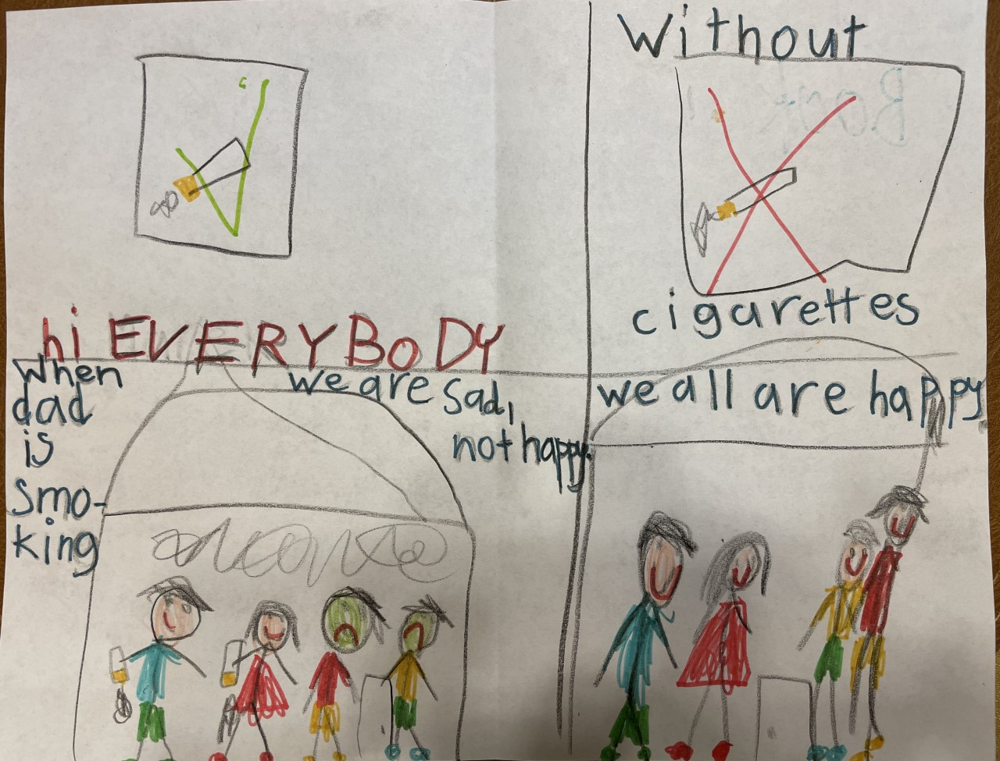 without
cigarettes
hi EVERYBODY
when
dad
is
smo-
king
we are sad,
not happy.
we all are happy